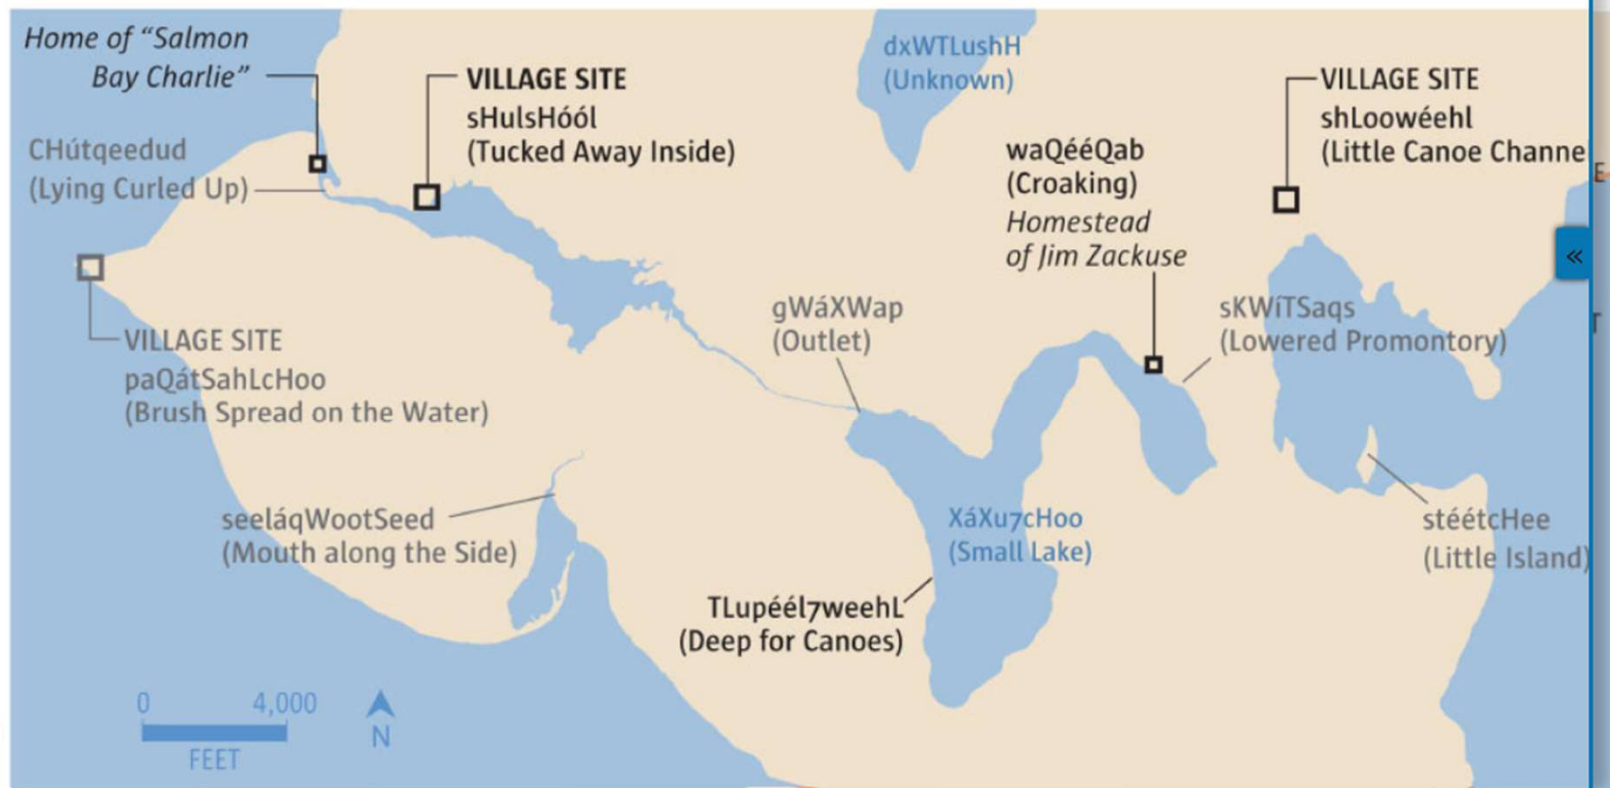 Home of “Salmon
Bay Charlie”
CHútqeedud
(Lying Curled Up)
VILLAGE SITE
sHulsHóól
(Tucked Away Inside)
dxWTLushH
(Unknown)
waQééQab
(Croaking)
Homestead
of Jim Zackuse
VILLAGE SITE
shLoowéehl
(Little Canoe Channe
E
«
VILLAGE SITE
paQátSahLcHoo
(Brush Spread on the Water)
gWáXWap
(Outlet)
sKWíTSaqs
(Lowered Promontory)
T
seeláqWootSeed
(Mouth along the Side)
XáXu7cHoo
(Small Lake)
stéétcHee
(Little Island)
TLupéél7weehL
(Deep for Canoes)
0 4,000
FEET
N